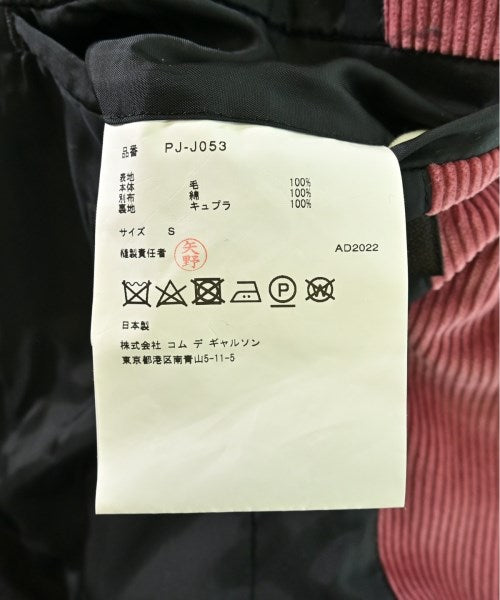 品番 PJ-J053
表地
本体 毛 100%
別布 綿 100%
裏地 キュプラ 100%
サイズ S
縫製責任者 矢野 AD2022
P W
日本製
株式会社 コム デ ギャルソン
東京都港区南青山5-11-5